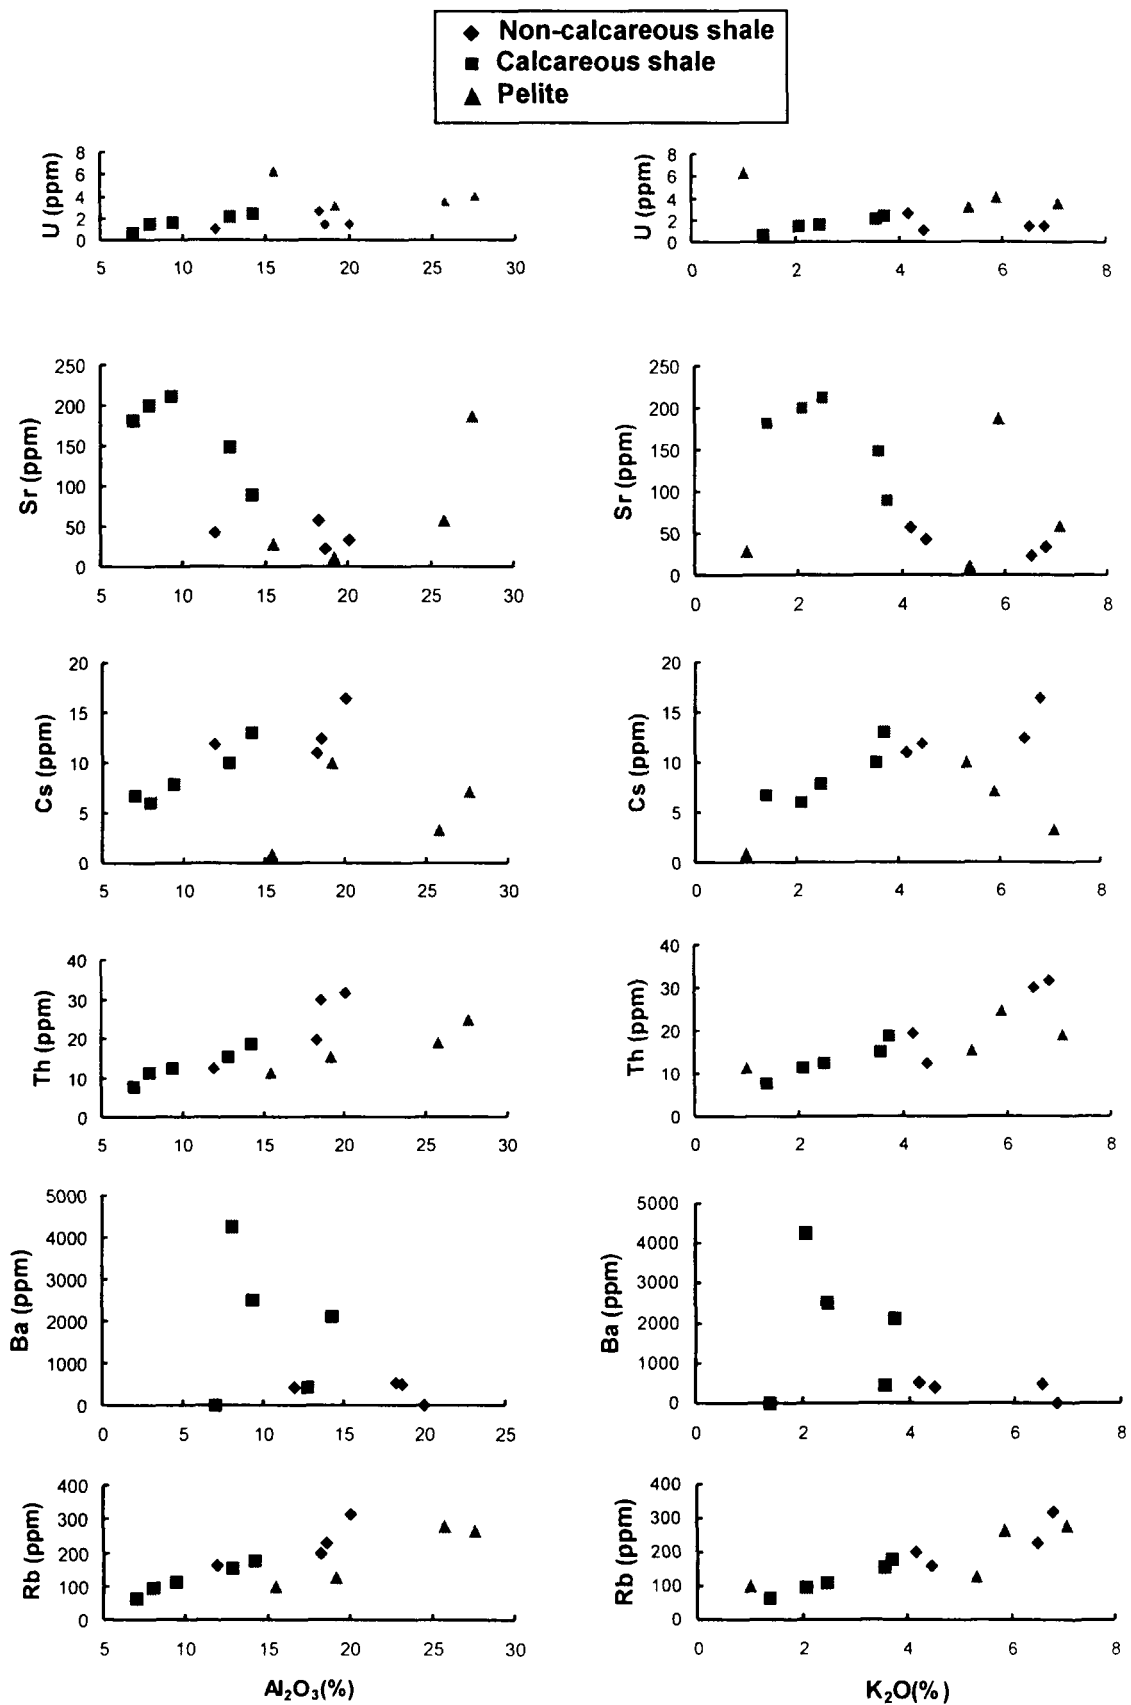 Non-calcareous shale
Calcareous shale
Pelite
U (ppm)
8
6
4
2
0
5 10 15 20 25 30
U (ppm)
8
6
4
2
0
0 2 4 6 8
Sr (ppm)
250
200
150
100
50
0
5 10 15 20 25 30
Sr (ppm)
250
200
150
100
50
0
0 2 4 6 8
Cs (ppm)
20
15
10
5
0
5 10 15 20 25 30
Cs (ppm)
20
15
10
5
0
0 2 4 6 8
Th (ppm)
40
30
20
10
0
5 10 15 20 25 30
Th (ppm)
40
30
20
10
0
0 2 4 6 8
Ba (ppm)
5000
4000
3000
2000
1000
0
0 5 10 15 20 25
Ba (ppm)
5000
4000
3000
2000
1000
0
0 2 4 6 8
Rb (ppm)
400
300
200
100
0
5 10 15 20 25 30
Al₂O₃(%)
Rb (ppm)
400
300
200
100
0
0 2 4 6 8
K₂O(%)